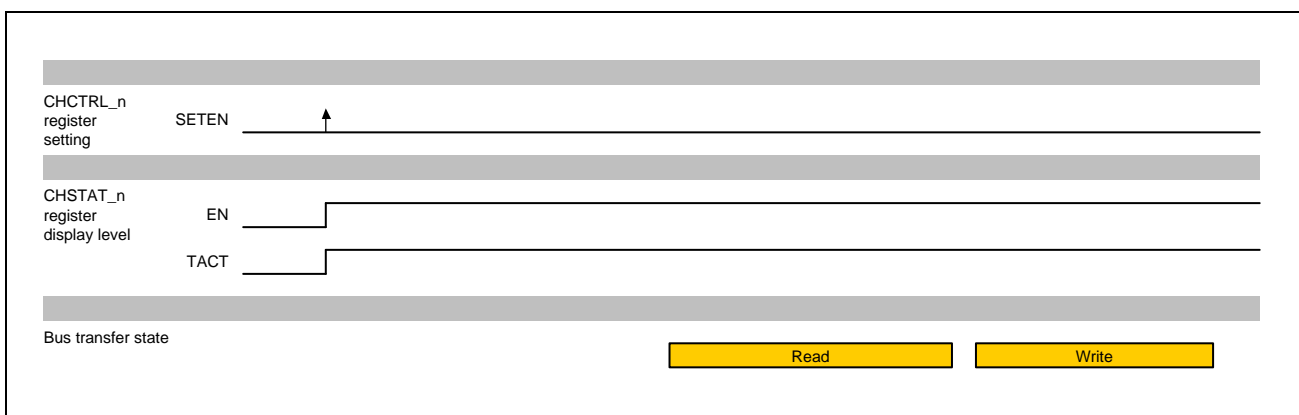 CHCTRL_n
register
setting
SETEN
CHSTAT_n
register
display level
EN
TACT
Bus transfer state
Read
Write